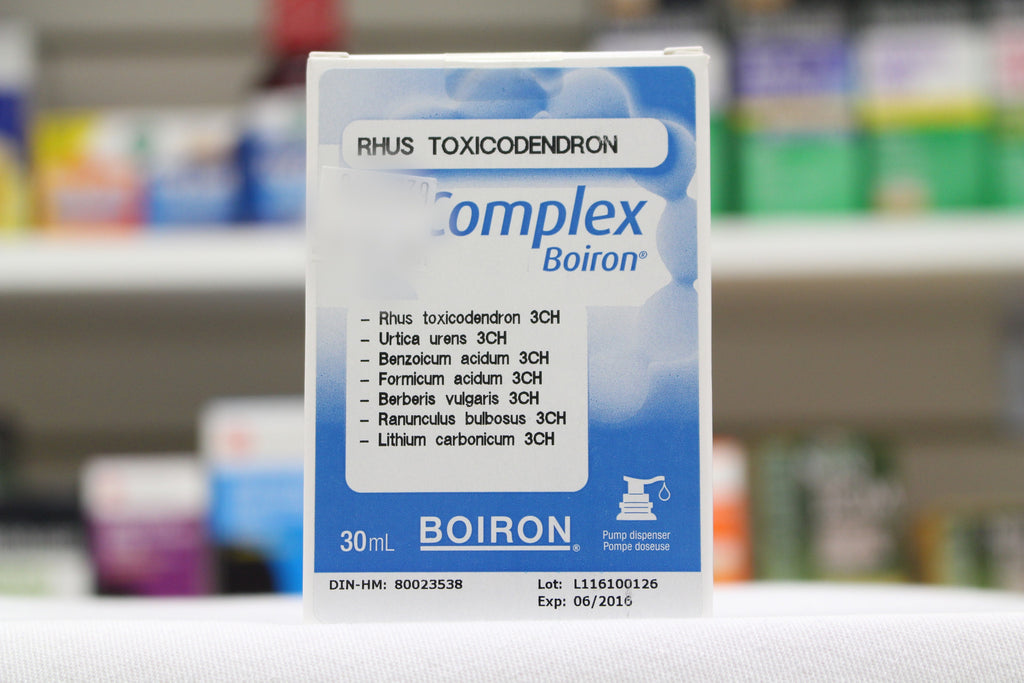 RHUS TOXICODENDRON
Complex
Boiron®
– Rhus toxicodendron 3CH
– Urtica urens 3CH
– Benzoicum acidum 3CH
– Formicum acidum 3CH
– Berberis vulgaris 3CH
– Ranunculus bulbosus 3CH
– Lithium carbonicum 3CH
30mL
BOIRON®
Pump dispenser
Pompe doseuse
DIN-HM: 80023538
Lot: L116100126
Exp: 06/2016